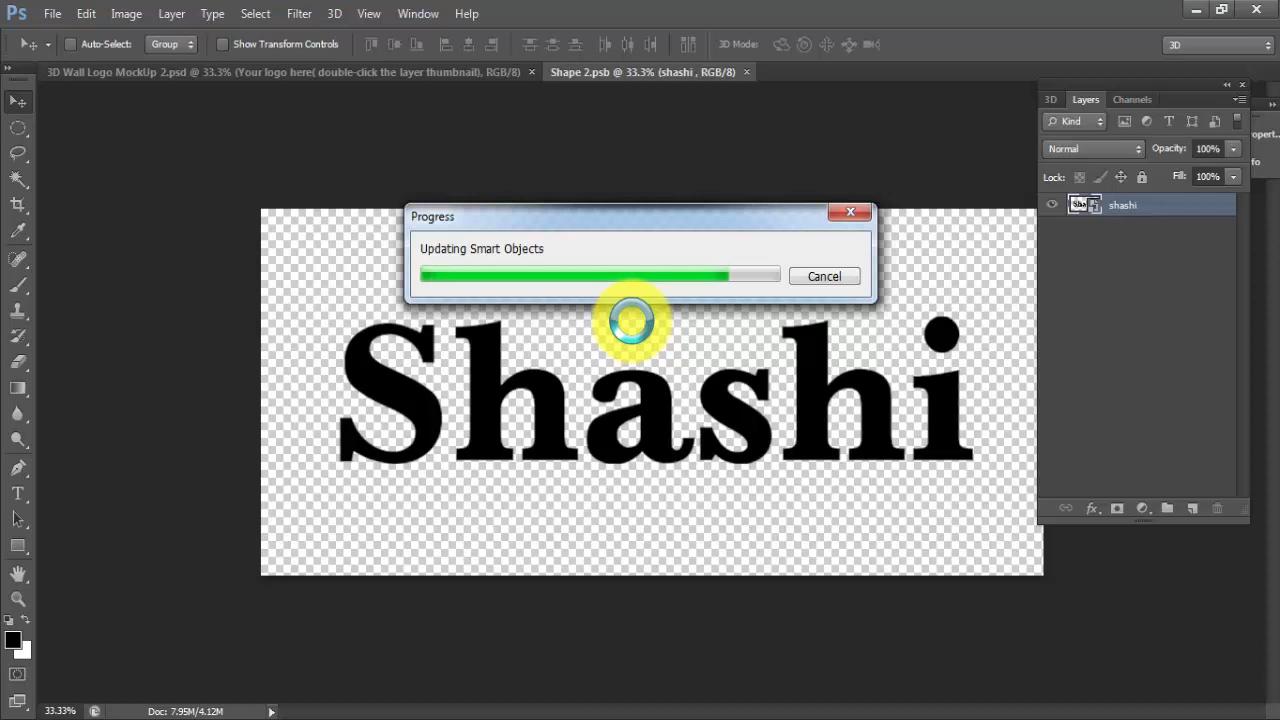 Ps File Edit Image Layer Type Select Filter 3D View Window Help
Auto-Select: Group Show Transform Controls 3D Mode: 3D
3D Wall Logo MockUp 2.psd @ 33.3% (Your logo here( double-click the layer thumbnail), RGB/8) × Shape 2.psb @ 33.3% (shashi , RGB/8) ×
3D Layers Channels
Kind
Normal Opacity: 100%
Lock: Fill: 100%
shashi
Progress
Updating Smart Objects
Cancel
Shashi
33.33% Doc: 7.95M/4.12M